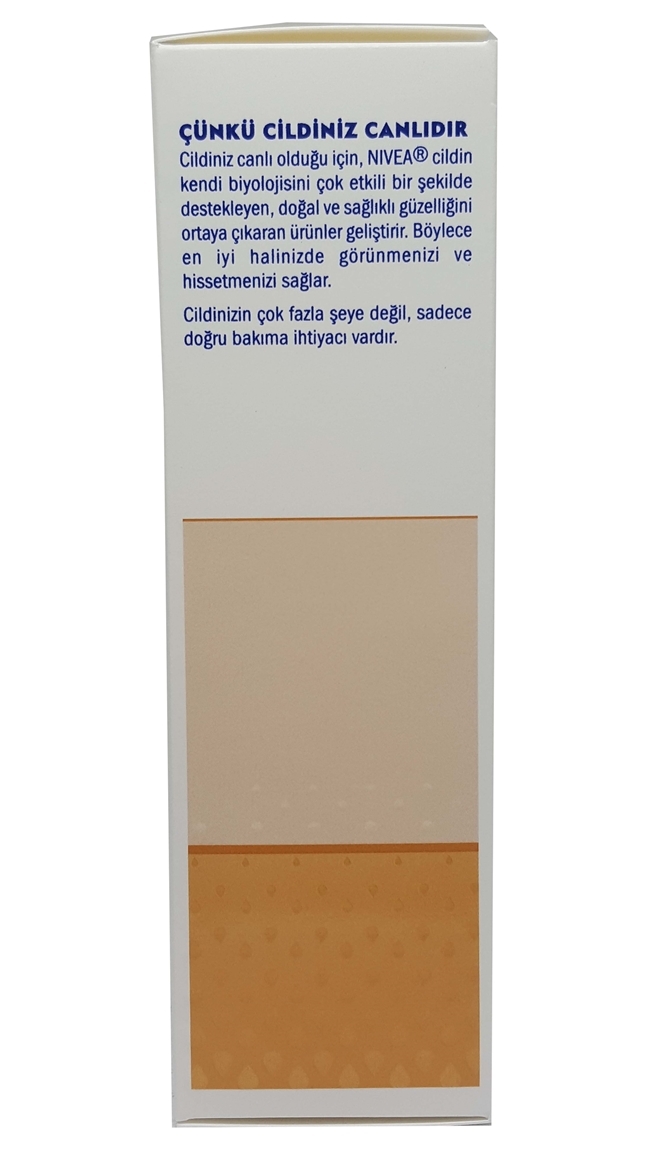 ÇÜNKÜ CİLDİNİZ CANLIDIR
Cildiniz canlı olduğu için, NIVEA® cildin
kendi biyolojisini çok etkili bir şekilde
destekleyen, doğal ve sağlıklı güzelliğini
ortaya çıkaran ürünler geliştirir. Böylece
en iyi halinizde görünmenizi ve
hissetmenizi sağlar.
Cildinizin çok fazla şeye değil, sadece
doğru bakıma ihtiyacı vardır.